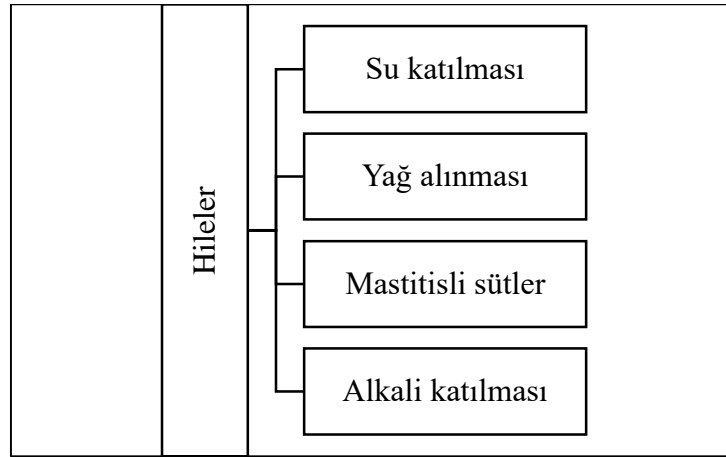 Hileler
Su katılması
Yağ alınması
Mastitisli sütler
Alkali katılması